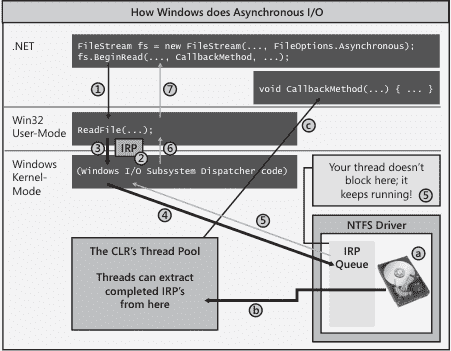 How Windows does Asynchronous I/O
.NET
FileStream fs = new FileStream(..., FileOptions.Asynchronous);
fs.BeginRead(..., CallbackMethod, ...);
void CallbackMethod(...) { ... }
1
7
c
Win32
User-Mode
ReadFile(...);
3
IRP
2
6
Windows
Kernel-
Mode
(Windows I/O Subsystem Dispatcher code)
Your thread doesn't
block here; it
keeps running!
5
4
5
The CLR's Thread Pool
Threads can extract
completed IRP's
from here
b
NTFS Driver
IRP
Queue
a